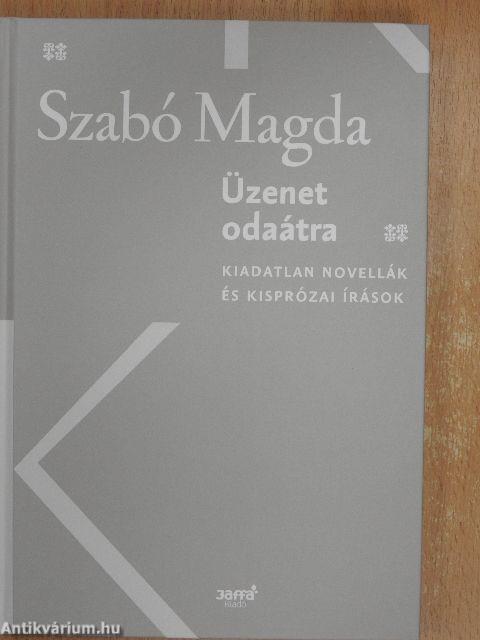 Szabó Magda
Üzenet
odaátra
KIADATLAN NOVELLÁK
ÉS KISPRÓZAI ÍRÁSOK
Jaffa
Kiadó
Antikvárium.hu